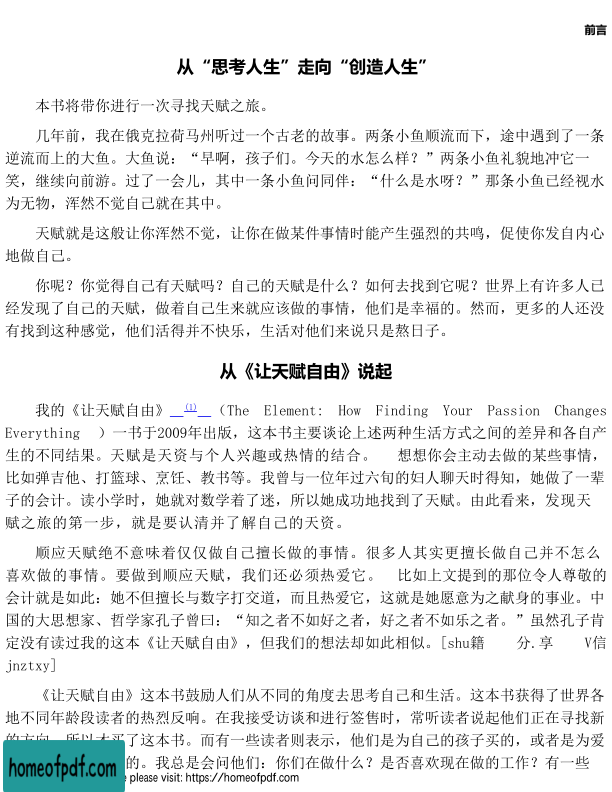 前言
从“思考人生”走向“创造人生”
本书将带你进行一次寻找天赋之旅。
几年前，我在俄克拉荷马州听过一个古老的故事。两条小鱼顺流而下，途中遇到了一条
逆流而上的大鱼。大鱼说：“早啊，孩子们。今天的水怎么样？”两条小鱼礼貌地冲它一
笑，继续向前游。过了一会儿，其中一条小鱼问同伴：“什么是水呀？”那条小鱼已经视水
为无物，浑然不觉自己就在其中。
天赋就是这般让你浑然不觉，让你在做某件事情时能产生强烈的共鸣，促使你发自内心
地做自己。
你呢？你觉得自己有天赋吗？自己的天赋是什么？如何去找到它呢？世界上有许多人已
经发现了自己的天赋，做着自己生来就应该做的事情，他们是幸福的。然而，更多的人还没
有找到这种感觉，他们活得并不快乐，生活对他们来说只是熬日子。
从《让天赋自由》说起
我的《让天赋自由》(1)（The Element: How Finding Your Passion Changes
Everything ）一书于2009年出版，这本书主要谈论上述两种生活方式之间的差异和各自产
生的不同结果。天赋是天资与个人兴趣或热情的结合。 想想你会主动去做的某些事情，
比如弹吉他、打篮球、烹饪、教书等。我曾与一位年过六旬的妇人聊天时得知，她做了一辈
子的会计。读小学时，她就对数学着了迷，所以她成功地找到了天赋。由此看来，发现天
赋之旅的第一步，就是要认清并了解自己的天资。
顺应天赋绝不意味着仅仅做自己擅长做的事情。很多人其实更擅长做自己并不怎么
喜欢做的事情。要做到顺应天赋，我们还必须热爱它。 比如上文提到的那位令人尊敬的
会计就是如此：她不但擅长与数字打交道，而且热爱它，这就是她愿意为之献身的事业。中
国的大思想家、哲学家孔子曾曰：“知之者不如好之者，好之者不如乐之者。”虽然孔子肯
定没有读过我的这本《让天赋自由》，但我们的想法却如此相似。[shu籍 分.享 V信
jnztxy]
《让天赋自由》这本书鼓励人们从不同的角度去思考自己和生活。这本书获得了世界各
地不同年龄段读者的热烈反响。在我接受访谈和进行签售时，常听读者说起他们正在寻找新
的方向，所以才买了这本书。而有一些读者则表示，他们是为自己的孩子买的，或者是为爱
的。我总是会问他们：你们在做什么？是否喜欢现在做的工作？有一些
homeofpdf.com
please visit: https://homeofpdf.com